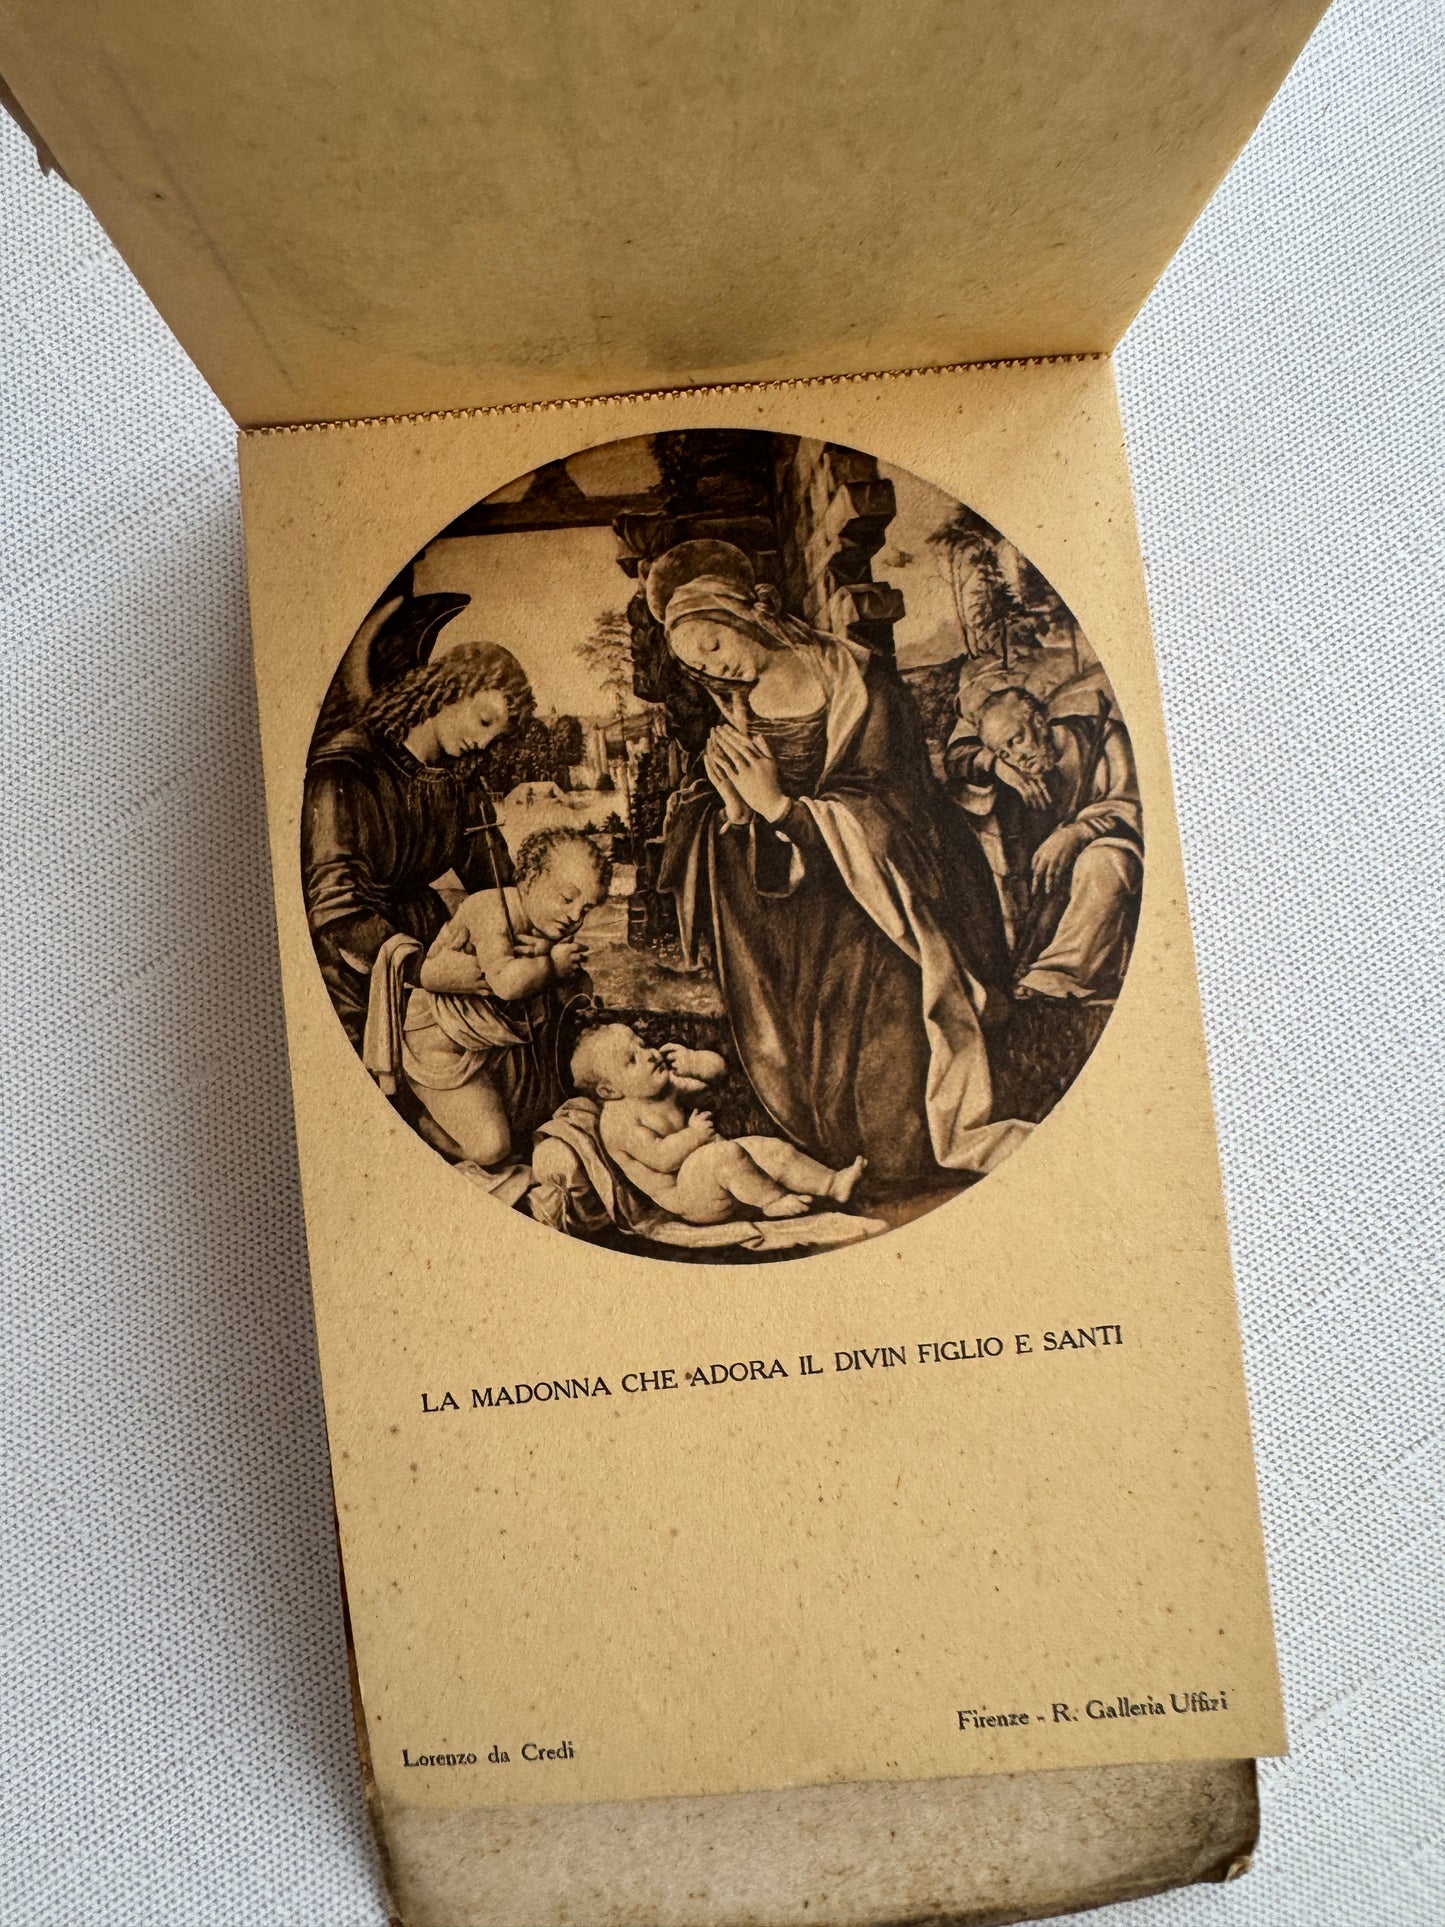 LA MADONNA CHE ADORA IL DIVIN FIGLIO E SANTI
Lorenzo da Credi
Firenze - R. Galleria Uffizi